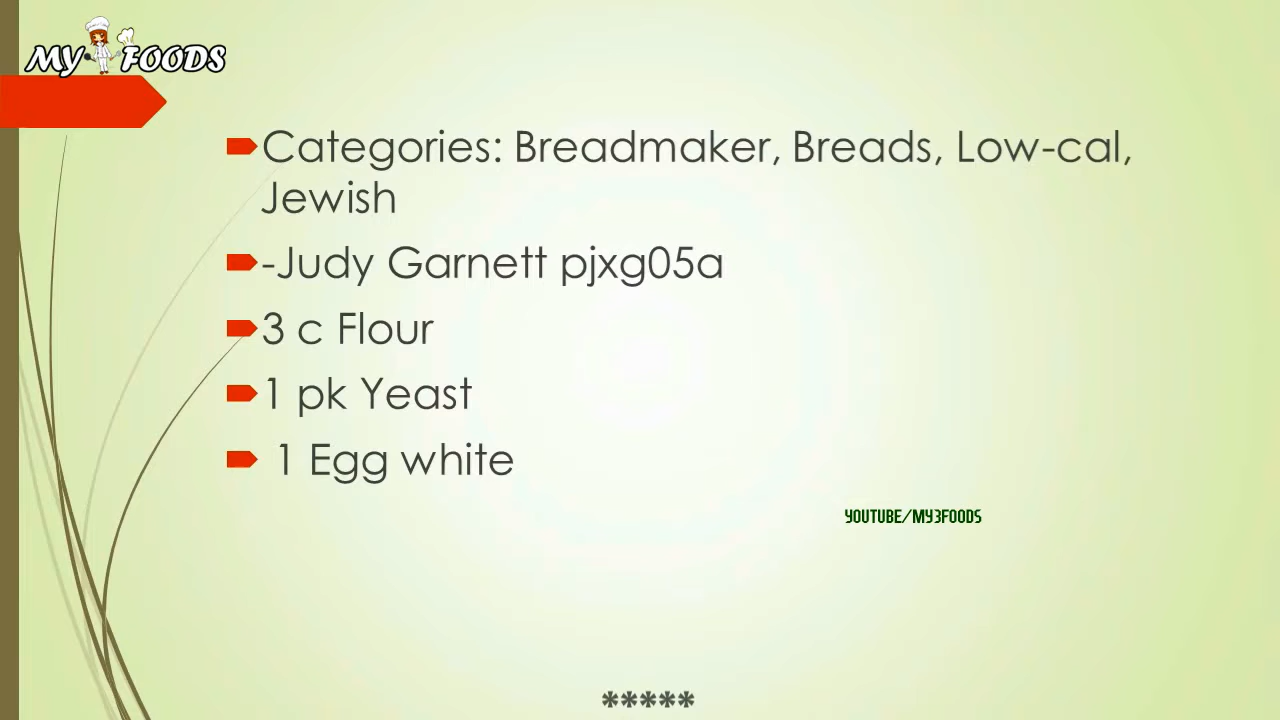 MY FOODS
Categories: Breadmaker, Breads, Low-cal,
Jewish
-Judy Garnett pjxg05a
3 c Flour
1 pk Yeast
1 Egg white
YOUTUBE/MY3FOODS
*****